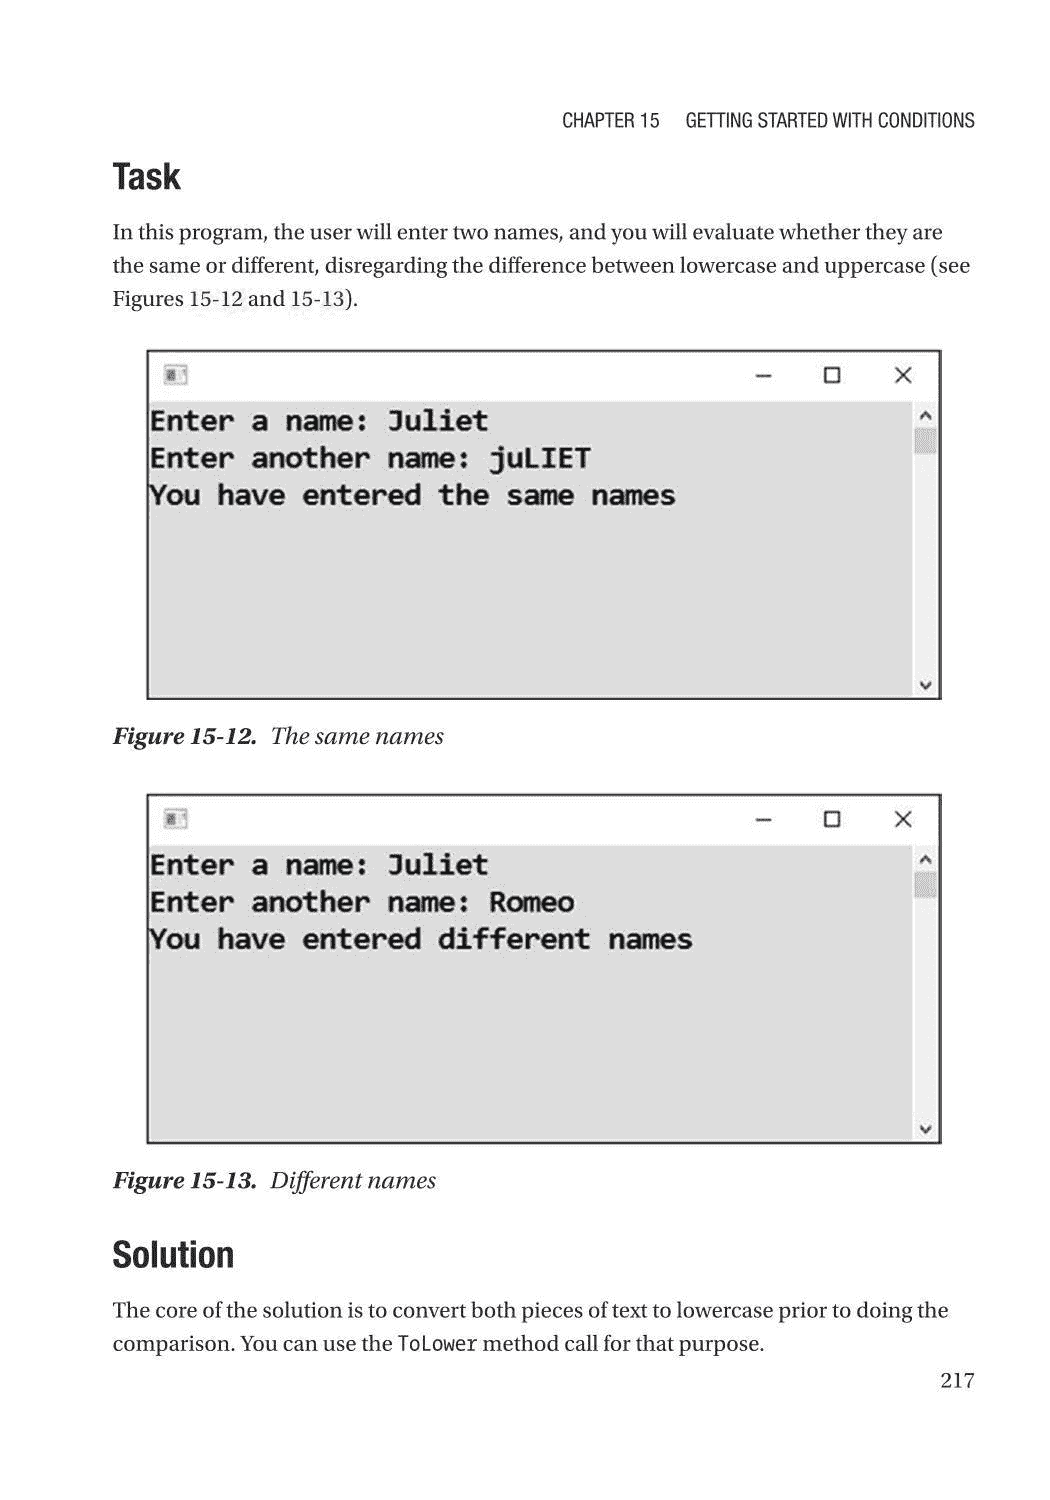 CHAPTER 15 GETTING STARTED WITH CONDITIONS
Task
In this program, the user will enter two names, and you will evaluate whether they are
the same or different, disregarding the difference between lowercase and uppercase (see
Figures 15-12 and 15-13).
Enter a name: Juliet
Enter another name: juLIET
You have entered the same names
Figure 15-12. The same names
Enter a name: Juliet
Enter another name: Romeo
You have entered different names
Figure 15-13. Different names
Solution
The core of the solution is to convert both pieces of text to lowercase prior to doing the
comparison. You can use the ToLower method call for that purpose.
217